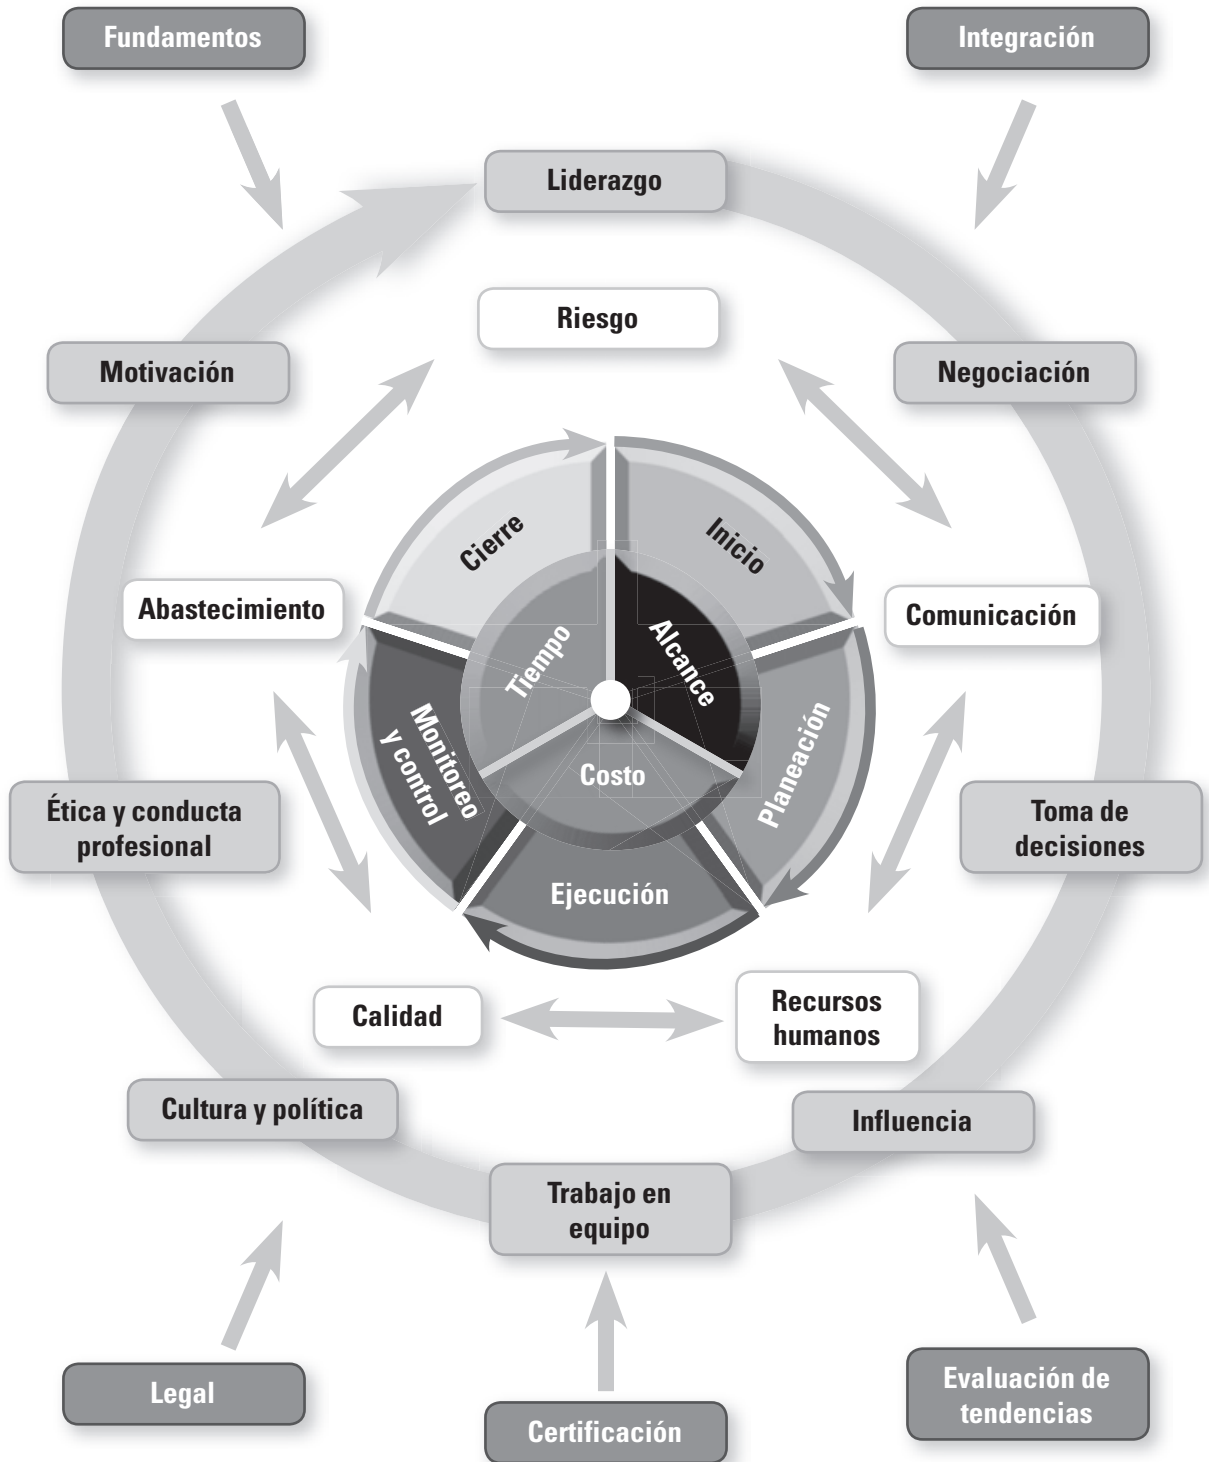 Fundamentos
Integración
Liderazgo
Riesgo
Motivación
Negociación
Cierre
Inicio
Abastecimiento
Comunicación
Tiempo
Alcance
Monitoreo
y control
Costo
Planeación
Ética y conducta
profesional
Toma de
decisiones
Ejecución
Calidad
Recursos
humanos
Cultura y política
Influencia
Trabajo en
equipo
Legal
Certificación
Evaluación de
tendencias